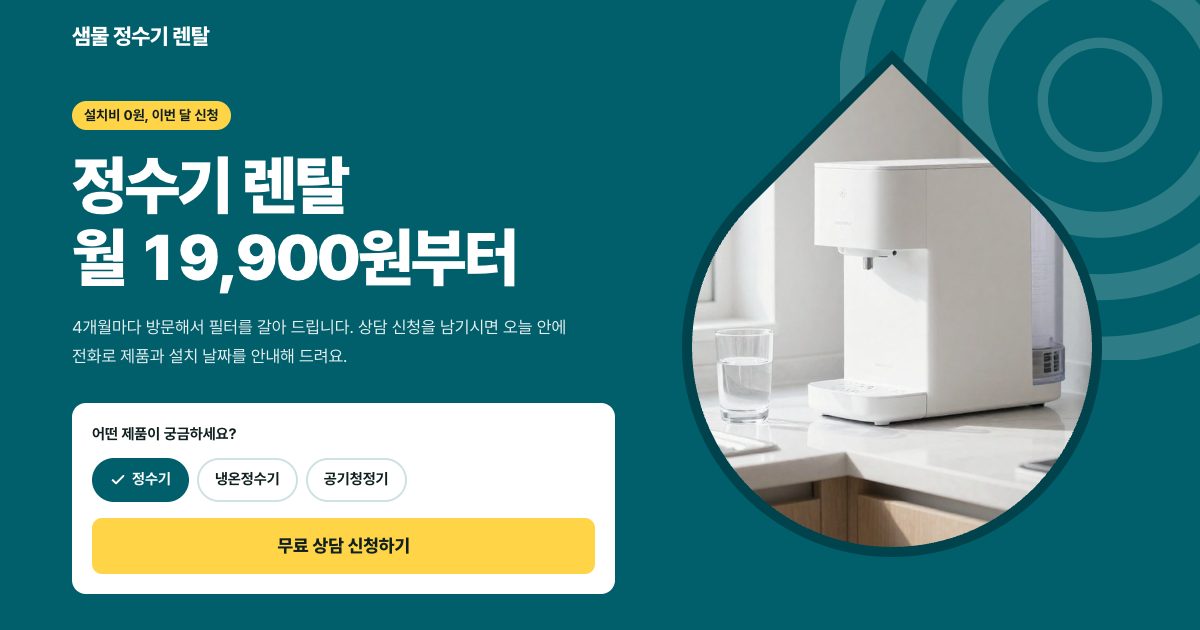 샘물 정수기 렌탈
설치비 0원, 이번 달 신청
정수기 렌탈
월 19,900원부터
4개월마다 방문해서 필터를 갈아 드립니다. 상담 신청을 남기시면 오늘 안에
전화로 제품과 설치 날짜를 안내해 드려요.
어떤 제품이 궁금하세요?
정수기
냉온정수기
공기청정기
무료 상담 신청하기